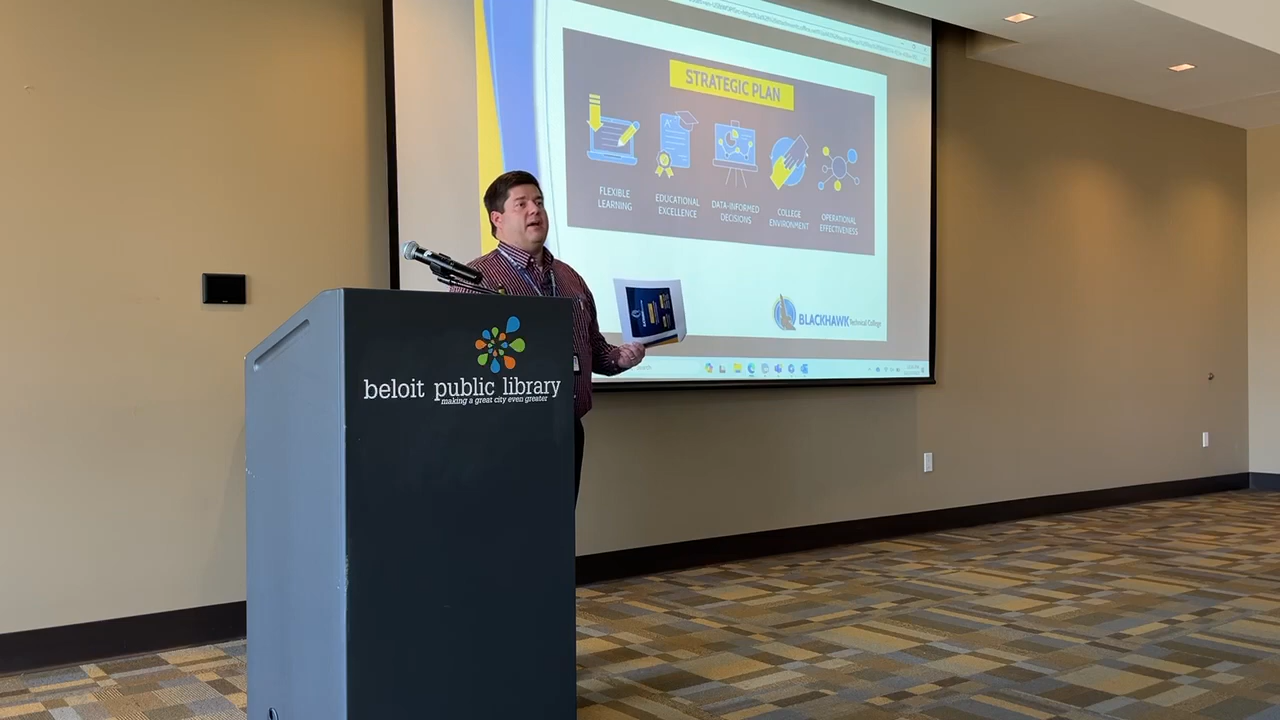 STRATEGIC PLAN
FLEXIBLE
LEARNING
EDUCATIONAL
EXCELLENCE
DATA-INFORMED
DECISIONS
COLLEGE
ENVIRONMENT
OPERATIONAL
EFFECTIVENESS
BLACKHAWK Technical College
beloit public library
making a great city even greater